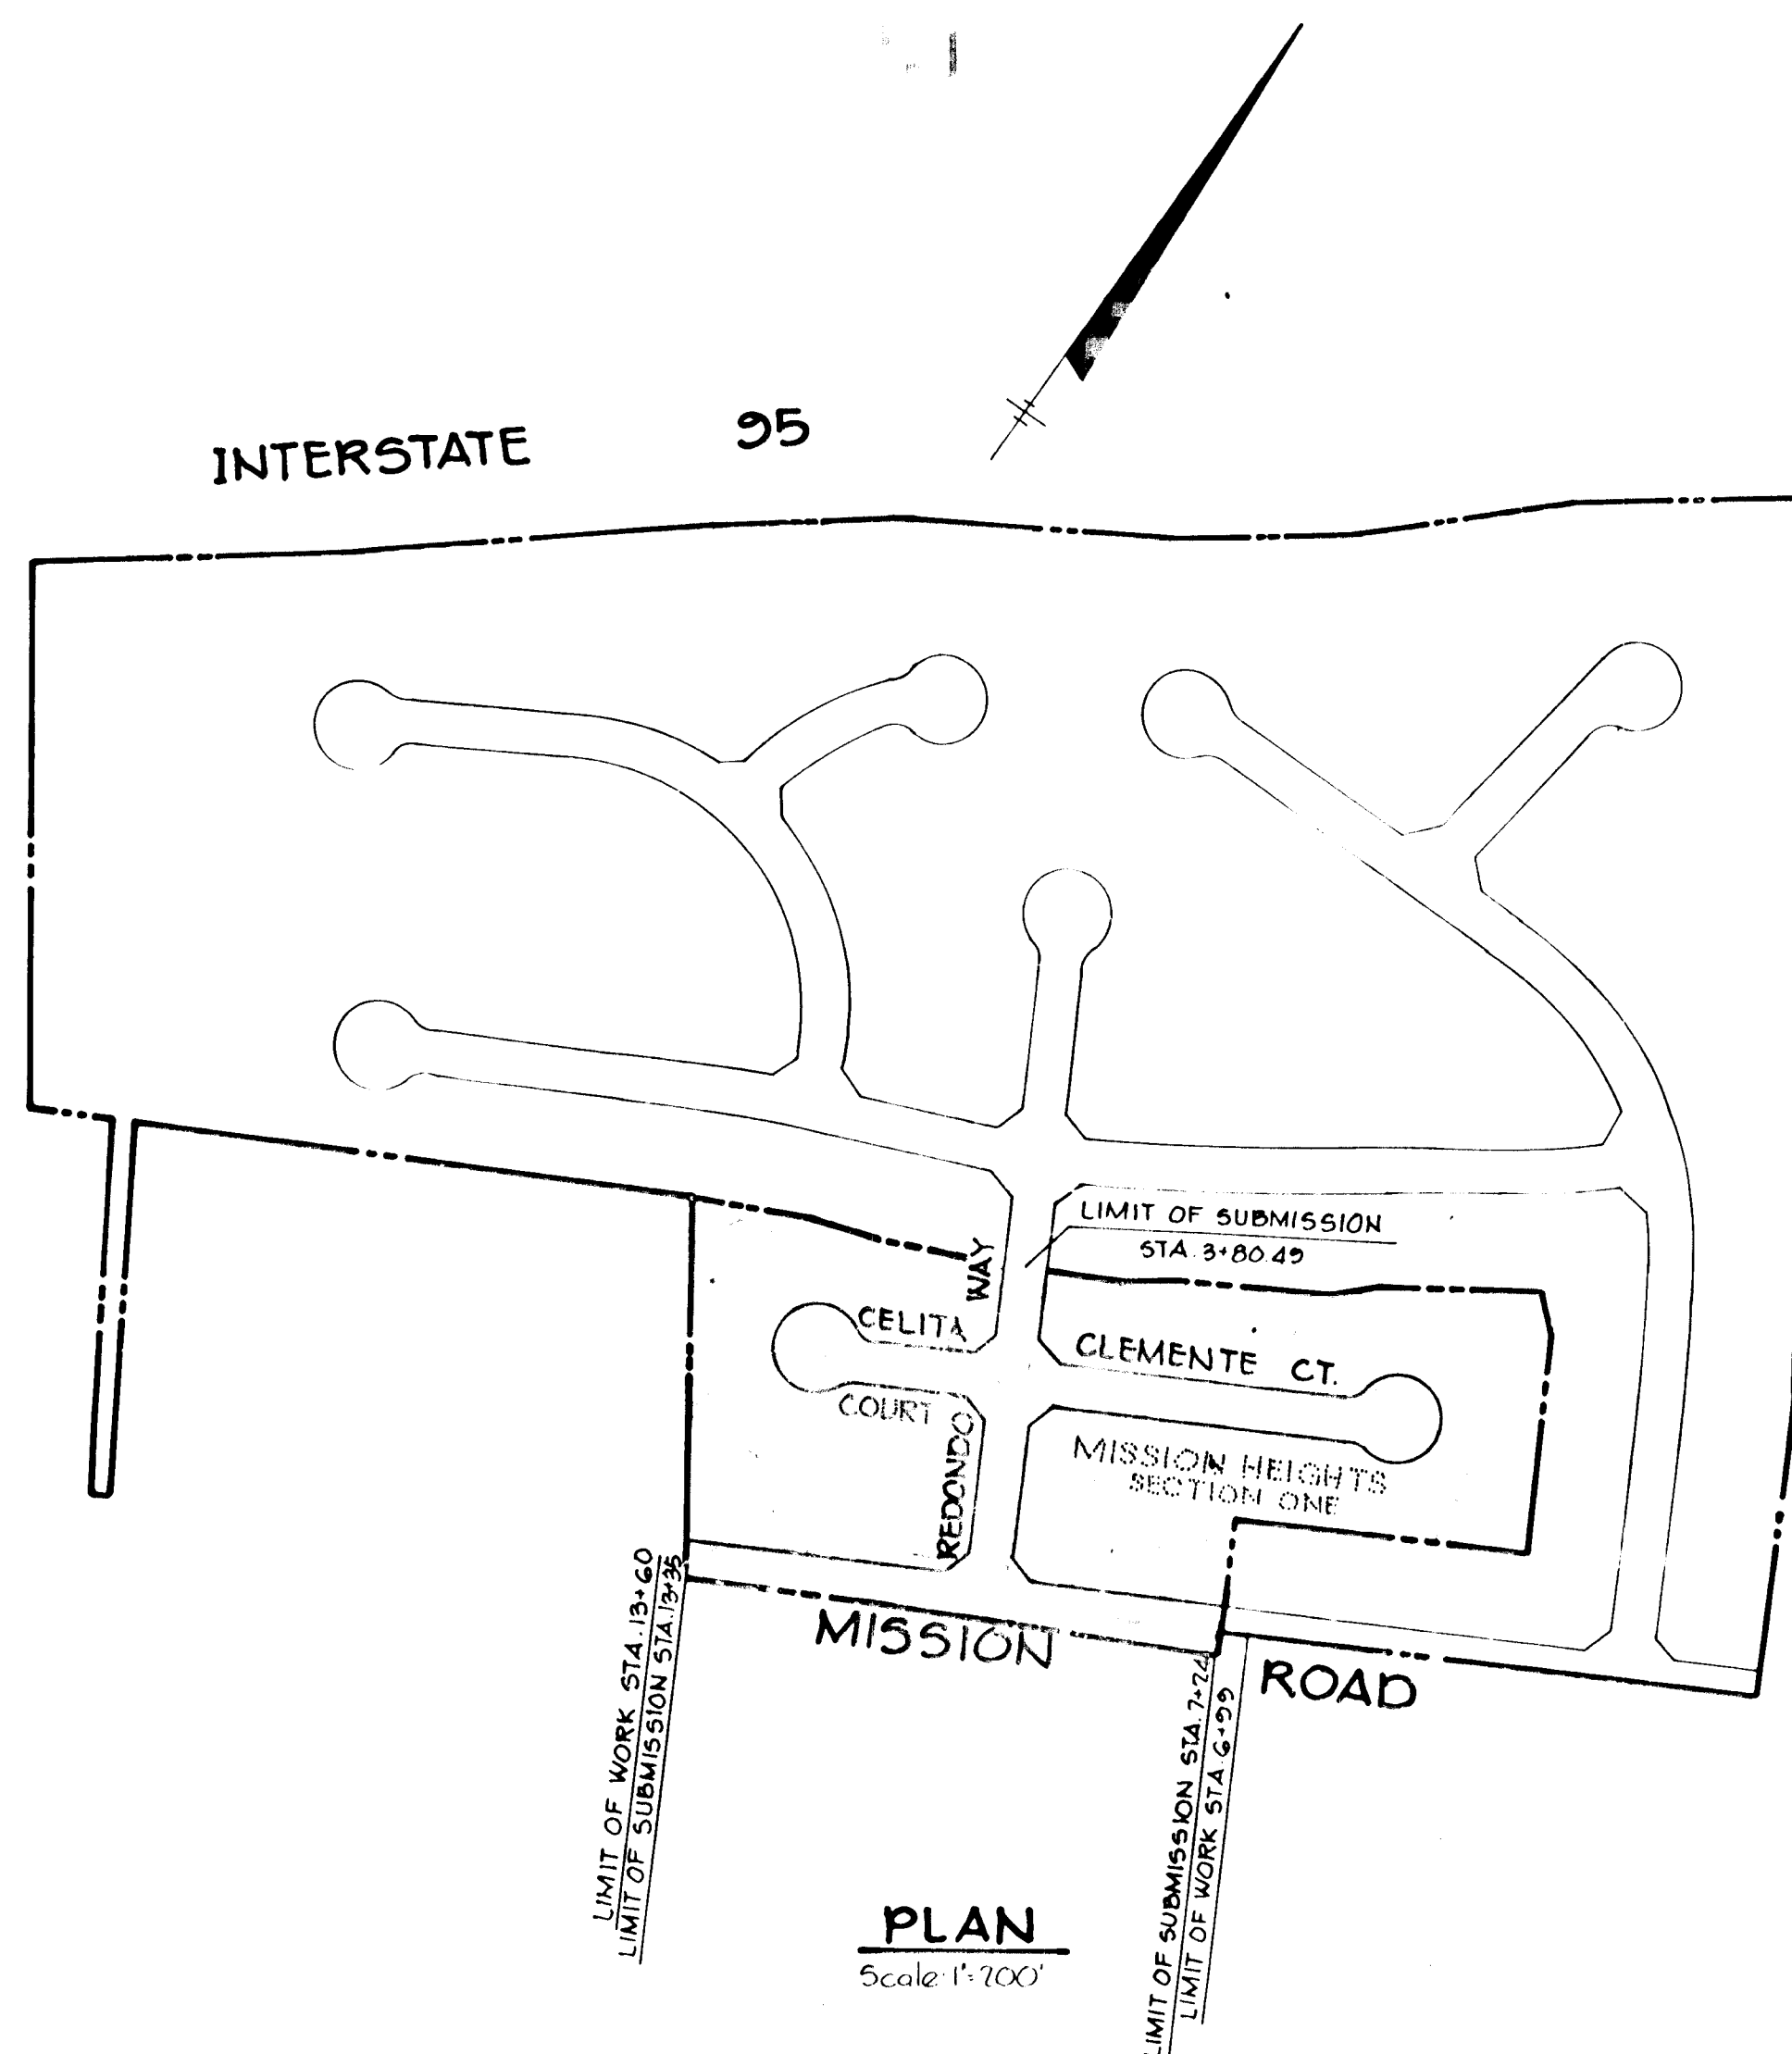 INTERSTATE 95
LIMIT OF SUBMISSION
STA. 3+80.49
WAY
CELITA
CLEMENTE CT.
COURT
REDONDO
MISSION HEIGHTS
SECTION ONE
LIMIT OF WORK STA. 13+60
LIMIT OF SUBMISSION STA. 13+35
MISSION ROAD
LIMIT OF SUBMISSION STA. 7+24
LIMIT OF WORK STA. 6+99
PLAN
Scale: 1"=200'